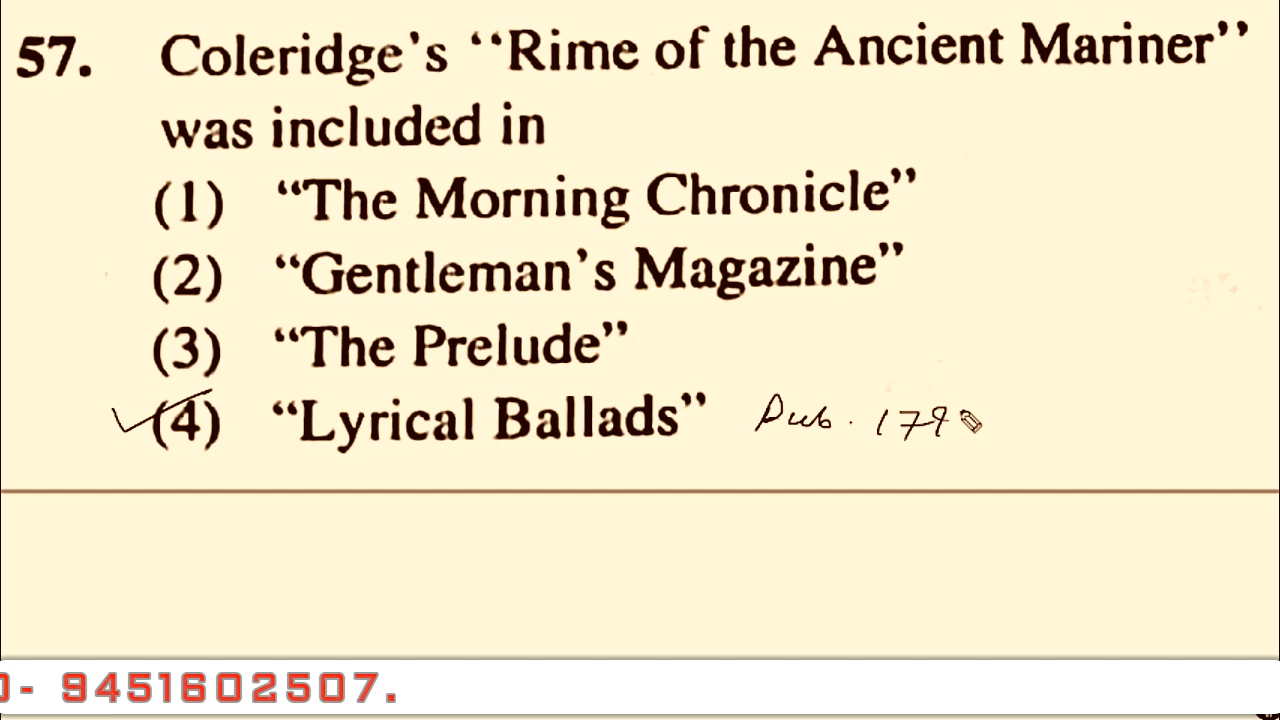 57. Coleridge's “Rime of the Ancient Mariner”
was included in
(1) “The Morning Chronicle”
(2) “Gentleman's Magazine”
(3) “The Prelude”
(4) “Lyrical Ballads” Pub. 179
- 9451602507.